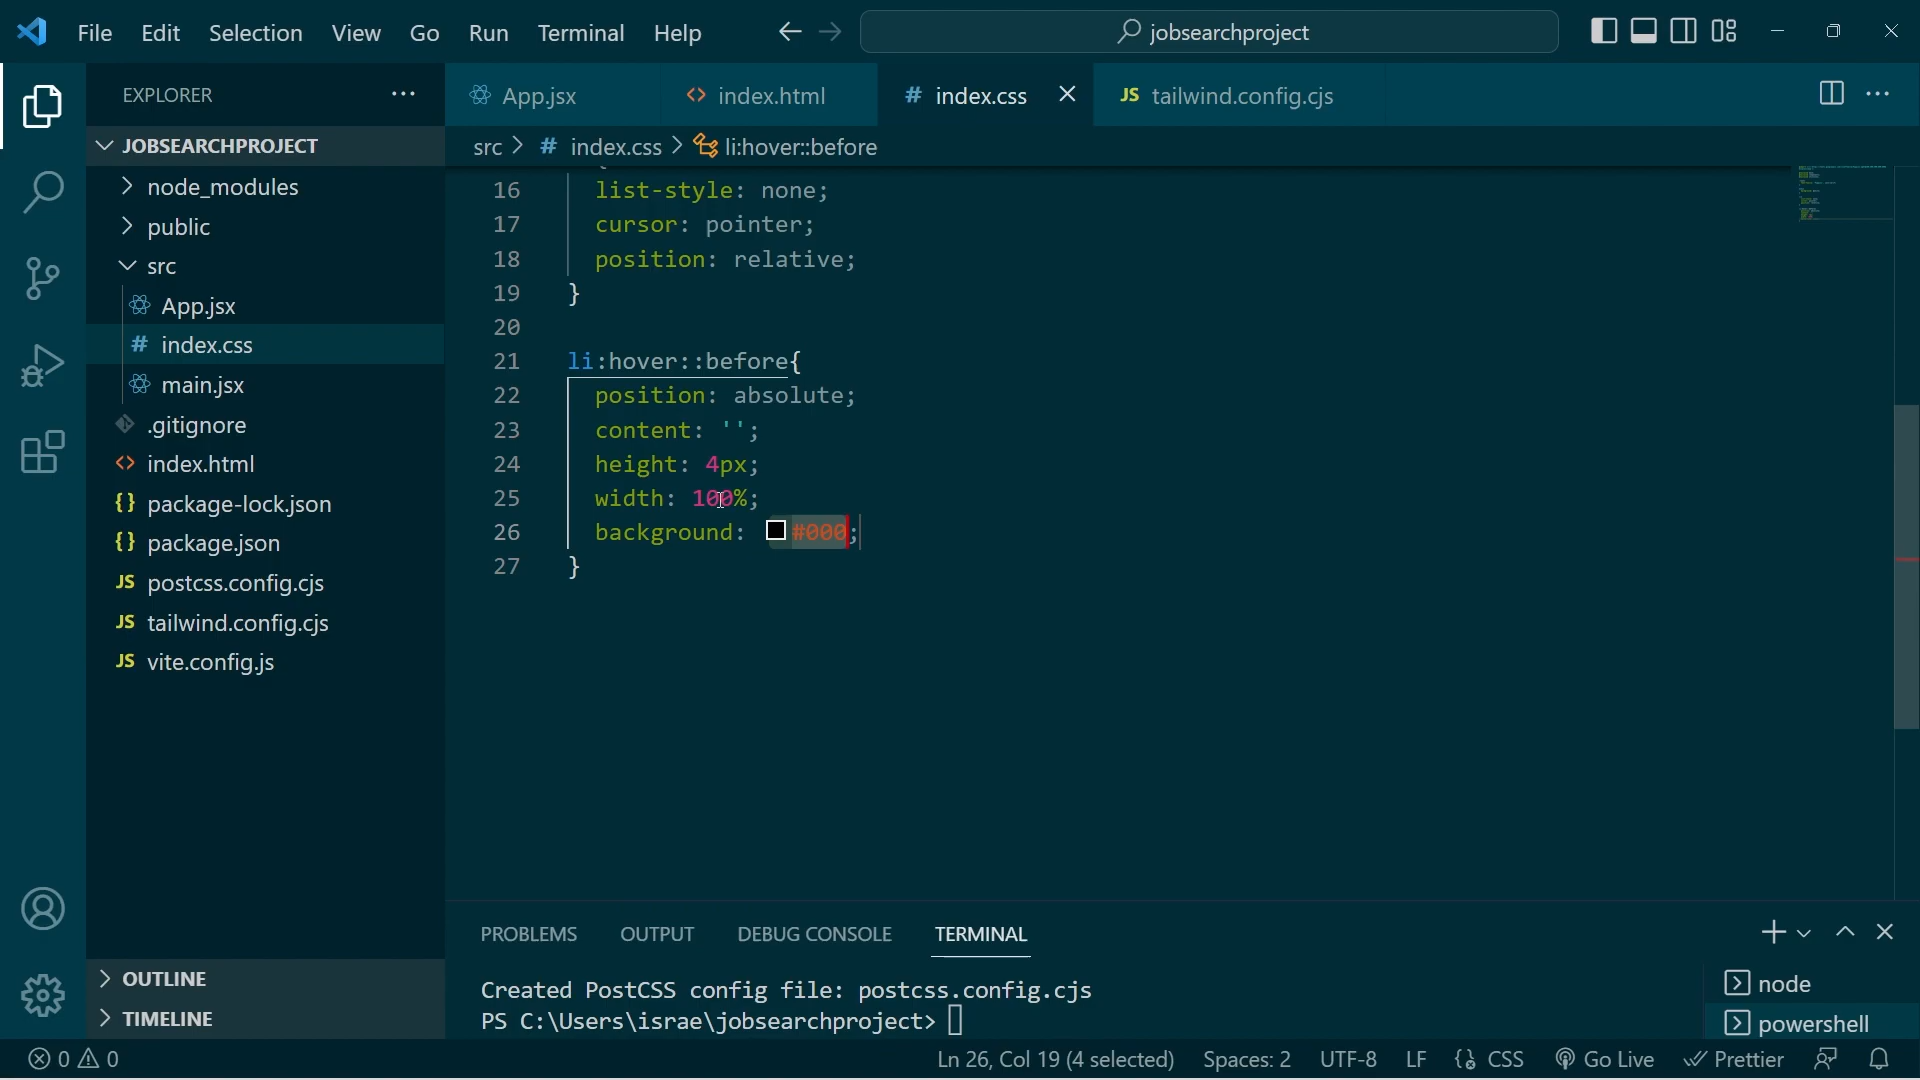 File Edit Selection View Go Run Terminal Help
jobsearchproject
EXPLORER
App.jsx
index.html
index.css
tailwind.config.cjs
JOBSEARCHPROJECT
src > # index.css > li:hover::before
node_modules
public
src
App.jsx
index.css
main.jsx
.gitignore
index.html
package-lock.json
package.json
postcss.config.cjs
tailwind.config.cjs
vite.config.js
OUTLINE
TIMELINE
16 list-style: none;
17 cursor: pointer;
18 position: relative;
19 }
20
21 li:hover::before{
22 position: absolute;
23 content: '';
24 height: 4px;
25 width: 100%;
26 background: #000;
27 }
PROBLEMS OUTPUT DEBUG CONSOLE TERMINAL
Created PostCSS config file: postcss.config.cjs
PS C:\Users\israe\jobsearchproject>
node
powershell
0 0
Ln 26, Col 19 (4 selected) Spaces: 2 UTF-8 LF CSS Go Live Prettier